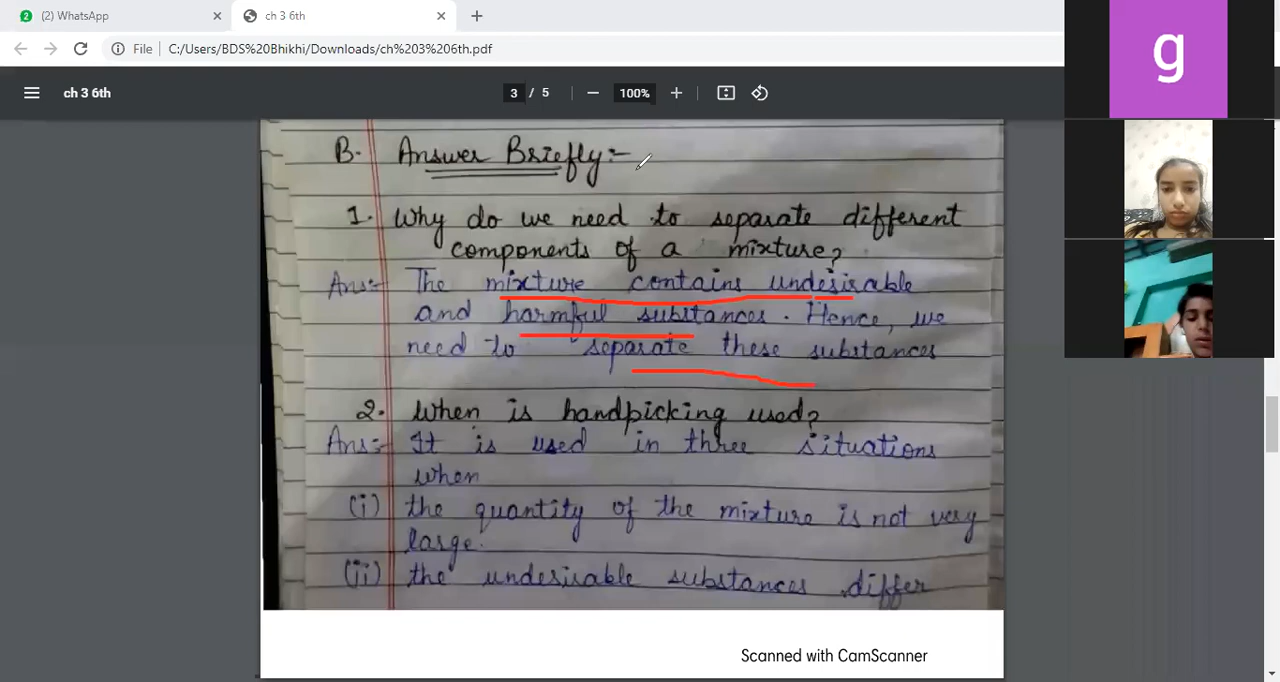 2 (2) WhatsApp
ch 3 6th
File | C:/Users/BDS%20Bhikhi/Downloads/ch%203%206th.pdf
ch 3 6th
3 / 5
100%
g
B. Answer Briefly:-
1. Why do we need to separate different
components of a mixture?
Ans:- The mixture contains undesirable
and harmful substances. Hence, we
need to separate these substances
2. When is handpicking used?
Ans:- It is used in three situations
when
(i) the quantity of the mixture is not very
large.
(ii) the undesirable substances differ
Scanned with CamScanner